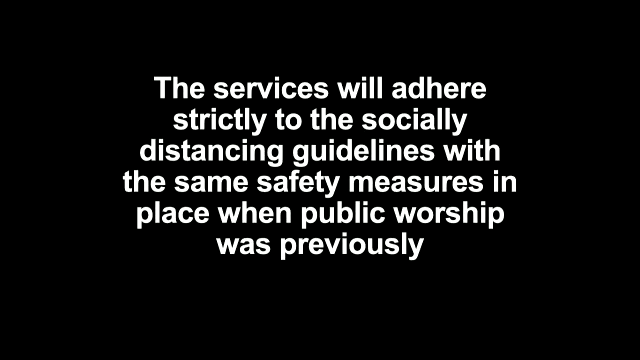 The services will adhere
strictly to the socially
distancing guidelines with
the same safety measures in
place when public worship
was previously